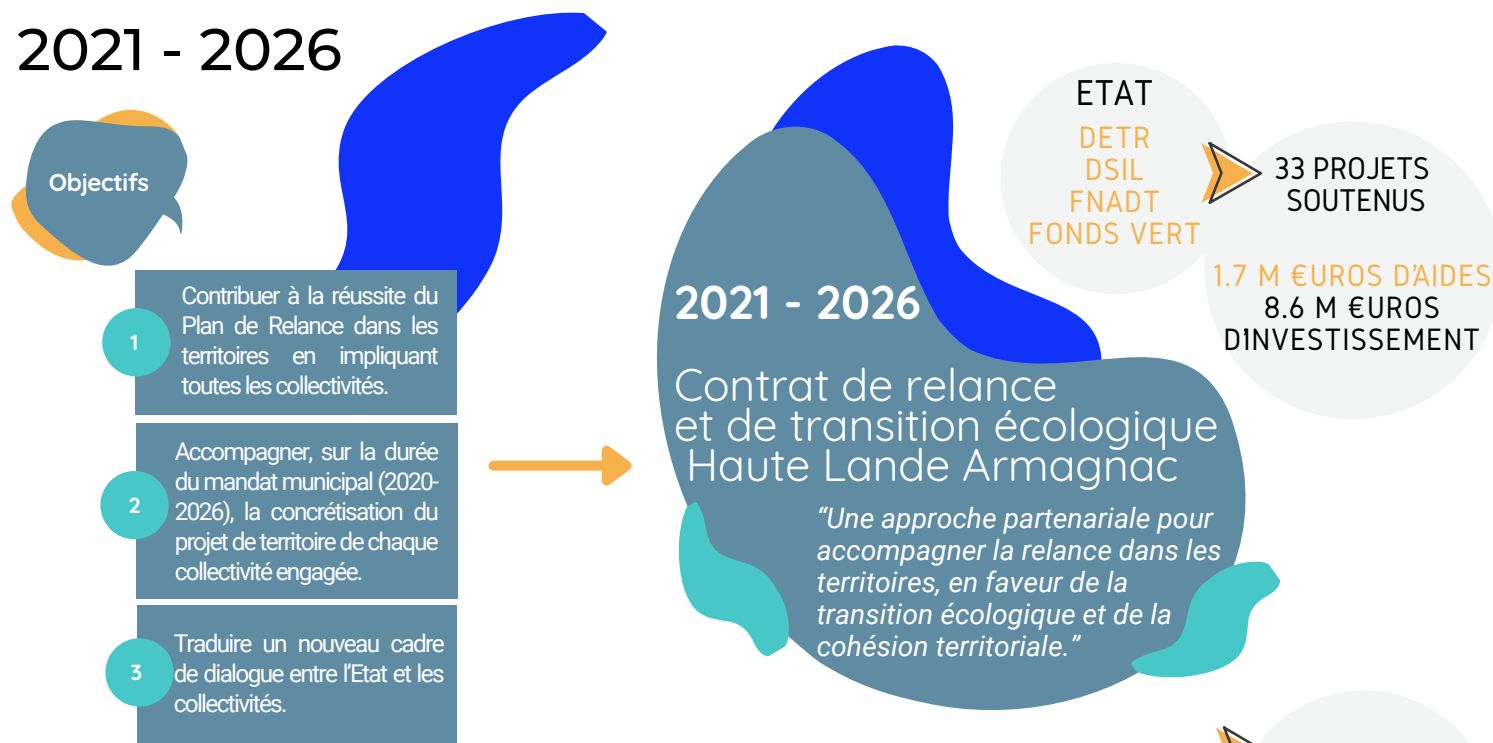 2021 - 2026
Objectifs
1
Contribuer à la réussite du
Plan de Relance dans les
territoires en impliquant
toutes les collectivités.
2
Accompagner, sur la durée
du mandat municipal (2020-
2026), la concrétisation du
projet de territoire de chaque
collectivité engagée.
3
Traduire un nouveau cadre
de dialogue entre l'Etat et les
collectivités.
2021 - 2026
Contrat de relance
et de transition écologique
Haute Lande Armagnac
“Une approche partenariale pour
accompagner la relance dans les
territoires, en faveur de la
transition écologique et de la
cohésion territoriale.”
ETAT
DETR
DSIL
FNADT
FONDS VERT
33 PROJETS
SOUTENUS
1.7 M €UROS D'AIDES
8.6 M €UROS
D'INVESTISSEMENT